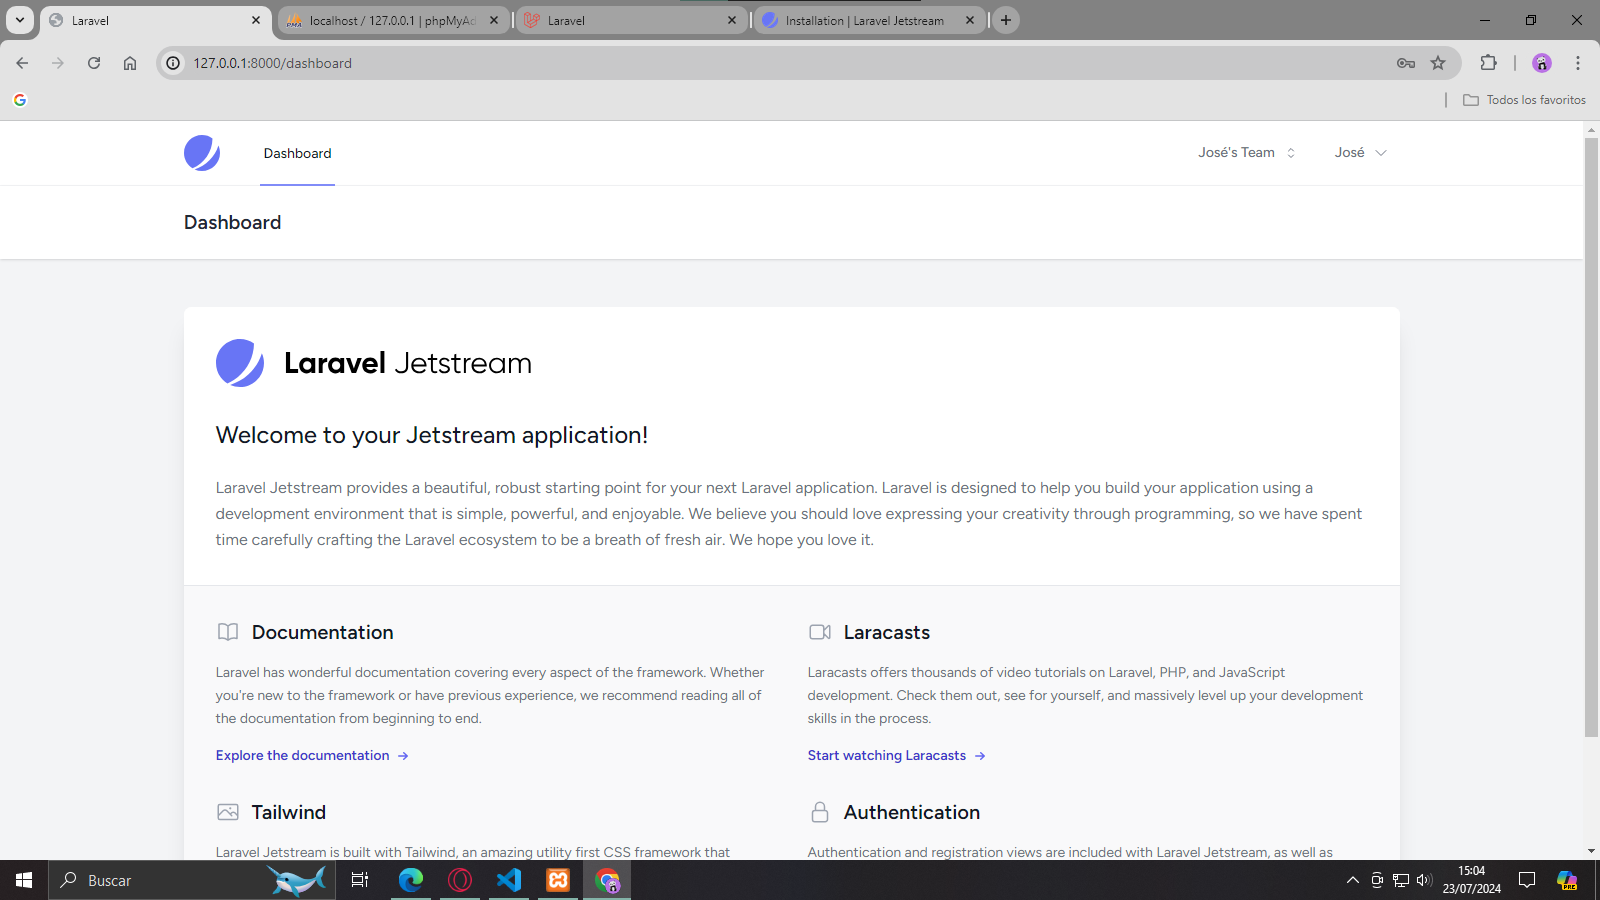 Laravel
localhost / 127.0.0.1 | phpMyAd
Laravel
Installation | Laravel Jetstream
127.0.0.1:8000/dashboard
Todos los favoritos
Dashboard
José's Team
José
Dashboard
Laravel Jetstream
Welcome to your Jetstream application!
Laravel Jetstream provides a beautiful, robust starting point for your next Laravel application. Laravel is designed to help you build your application using a
development environment that is simple, powerful, and enjoyable. We believe you should love expressing your creativity through programming, so we have spent
time carefully crafting the Laravel ecosystem to be a breath of fresh air. We hope you love it.
Documentation
Laravel has wonderful documentation covering every aspect of the framework. Whether
you're new to the framework or have previous experience, we recommend reading all of
the documentation from beginning to end.
Explore the documentation →
Laracasts
Laracasts offers thousands of video tutorials on Laravel, PHP, and JavaScript
development. Check them out, see for yourself, and massively level up your development
skills in the process.
Start watching Laracasts →
Tailwind
Laravel Jetstream is built with Tailwind, an amazing utility first CSS framework that
Authentication
Authentication and registration views are included with Laravel Jetstream, as well as
Buscar
15:04
23/07/2024
PRE